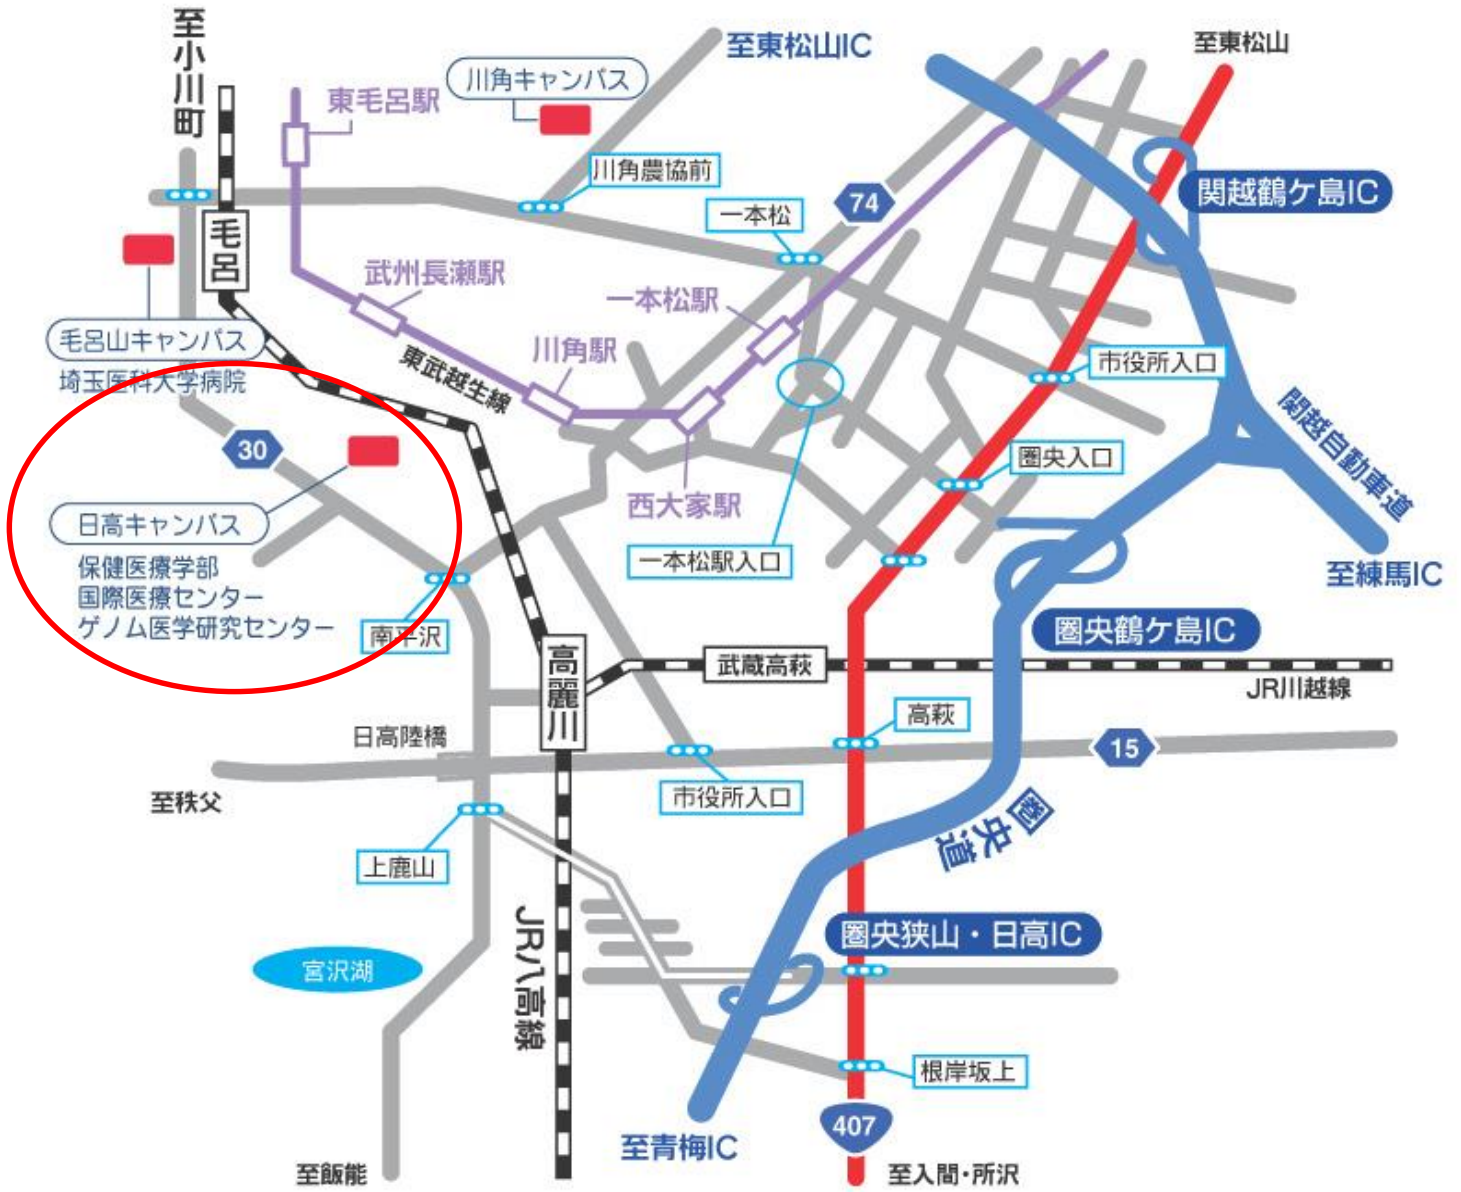 至小川町
東毛呂駅
川角キャンパス
至東松山IC
至東松山
川角農協前
一本松
74
関越鶴ケ島IC
毛呂
武州長瀬駅
一本松駅
毛呂山キャンパス
埼玉医科大学病院
東武越生線
川角駅
市役所入口
関越自動車道
30
圏央入口
西大家駅
日高キャンパス
保健医療学部
国際医療センター
ゲノム医学研究センター
一本松駅入口
至練馬IC
南平沢
圏央鶴ケ島IC
高麗川
武蔵高萩
JR川越線
高萩
日高陸橋
15
至秩父
市役所入口
圏央道
上鹿山
JR八高線
圏央狭山・日高IC
宮沢湖
根岸坂上
407
至青梅IC
至飯能
至入間・所沢